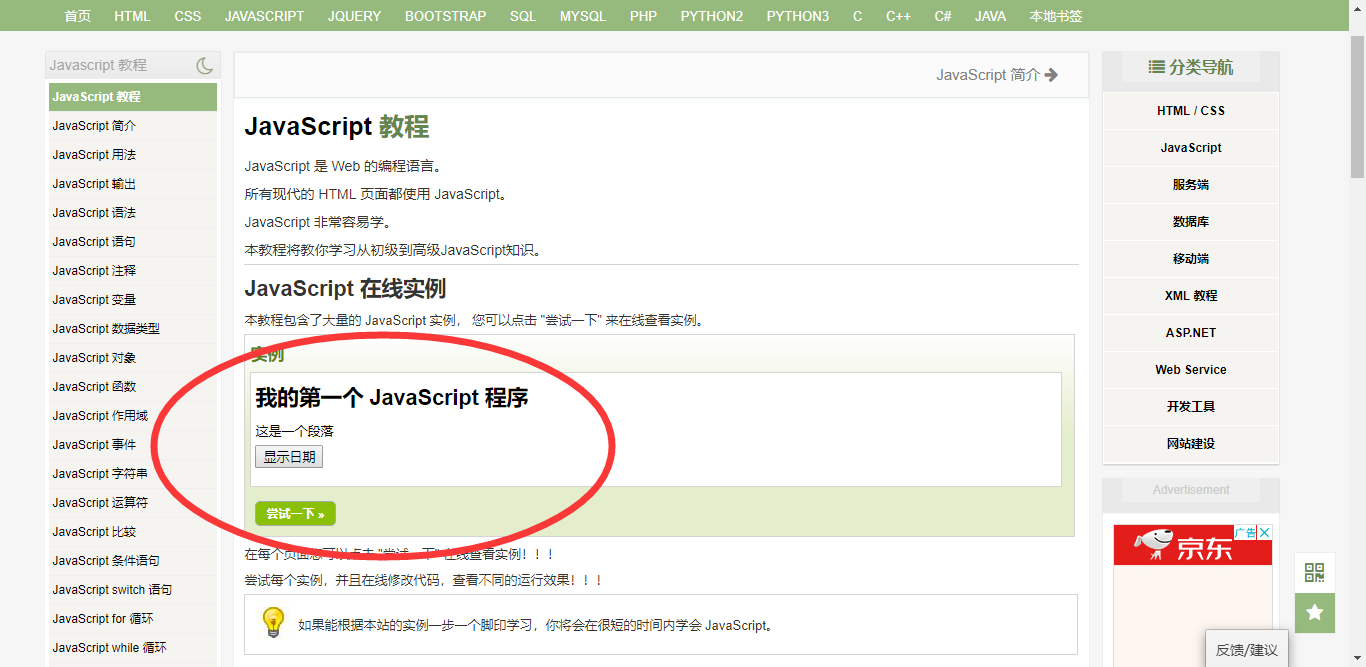 首页 HTML CSS JAVASCRIPT JQUERY BOOTSTRAP SQL MYSQL PHP PYTHON2 PYTHON3 C C++ C# JAVA 本地书签
Javascript 教程
JavaScript 教程
JavaScript 简介
JavaScript 用法
JavaScript 输出
JavaScript 语法
JavaScript 语句
JavaScript 注释
JavaScript 变量
JavaScript 数据类型
JavaScript 对象
JavaScript 函数
JavaScript 作用域
JavaScript 事件
JavaScript 字符串
JavaScript 运算符
JavaScript 比较
JavaScript 条件语句
JavaScript switch 语句
JavaScript for 循环
JavaScript while 循环
JavaScript 简介
JavaScript 教程
JavaScript 是 Web 的编程语言。
所有现代的 HTML 页面都使用 JavaScript。
JavaScript 非常容易学。
本教程将教你学习从初级到高级JavaScript知识。
JavaScript 在线实例
本教程包含了大量的 JavaScript 实例， 您可以点击 "尝试一下" 来在线查看实例。
实例
我的第一个 JavaScript 程序
这是一个段落
显示日期
尝试一下 »
在每个页面您可以点击 "尝试一下" 在线查看实例！！！
尝试每个实例，并且在线修改代码，查看不同的运行效果！！！
如果能根据本站的实例一步一个脚印学习，你将会在很短的时间内学会 JavaScript。
分类导航
HTML / CSS
JavaScript
服务端
数据库
移动端
XML 教程
ASP.NET
Web Service
开发工具
网站建设
Advertisement
广告
京东
反馈/建议